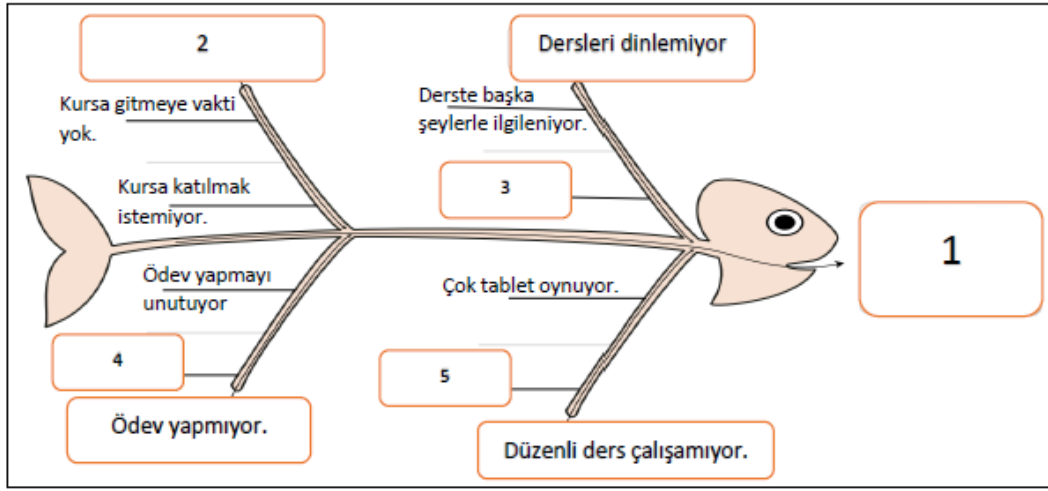 2
Dersleri dinlemiyor
Kursa gitmeye vakti
yok.
Derste başka
şeylerle ilgileniyor.
Kursa katılmak
istemiyor.
3
1
Ödev yapmayı
unutuyor
Çok tablet oynuyor.
4
5
Ödev yapmıyor.
Düzenli ders çalışamıyor.